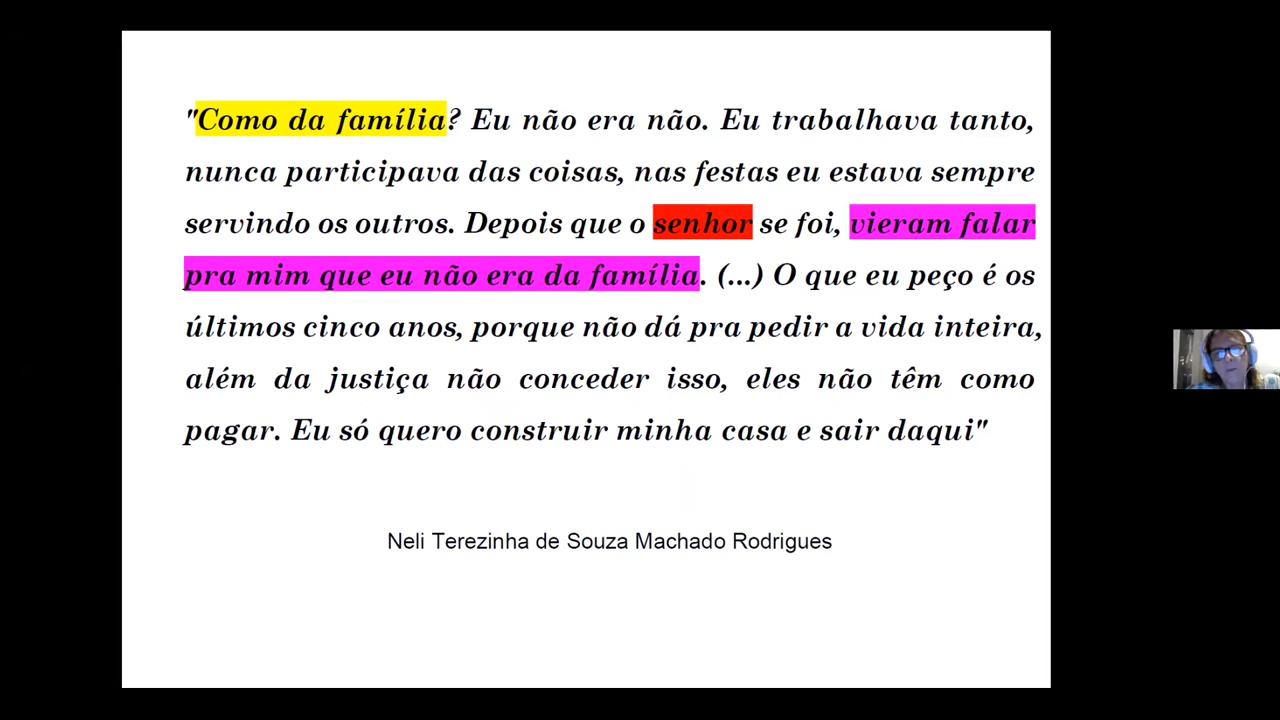 "Como da família? Eu não era não. Eu trabalhava tanto,
nunca participava das coisas, nas festas eu estava sempre
servindo os outros. Depois que o senhor se foi, vieram falar
pra mim que eu não era da família. (...) O que eu peço é os
últimos cinco anos, porque não dá pra pedir a vida inteira,
além da justiça não conceder isso, eles não têm como
pagar. Eu só quero construir minha casa e sair daqui"
Neli Terezinha de Souza Machado Rodrigues